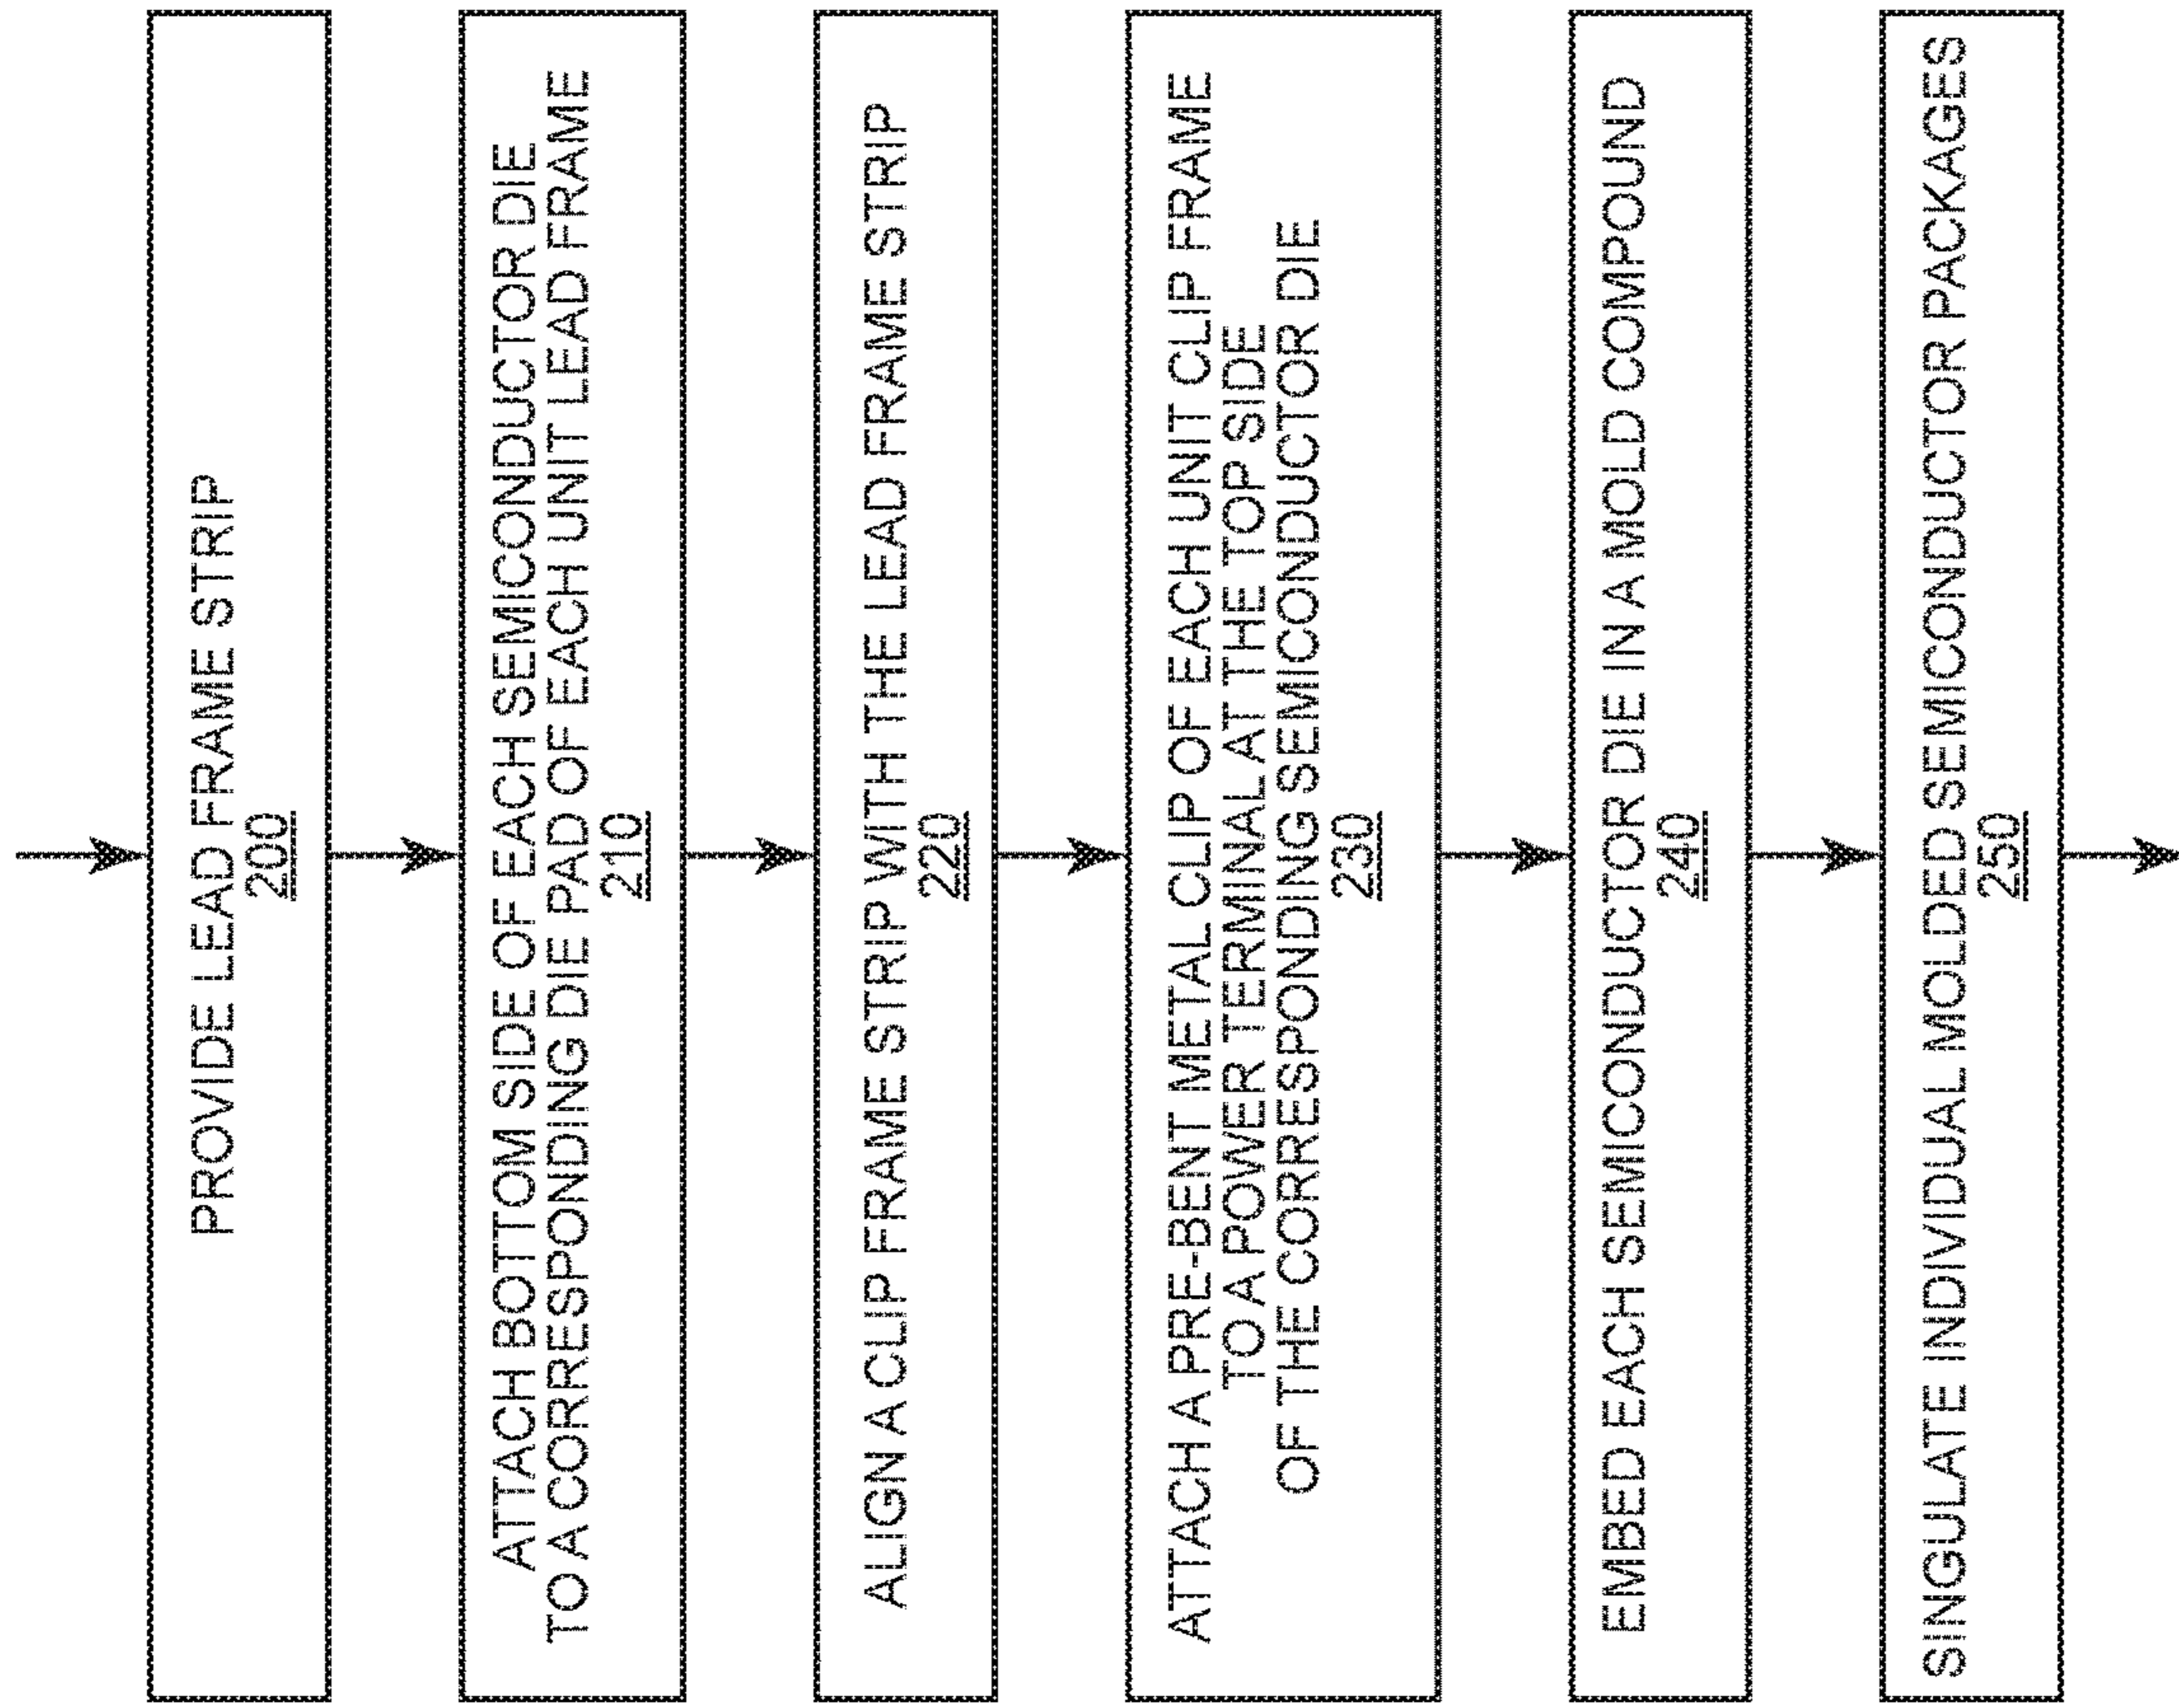 PROVIDE LEAD FRAME STRIP
200
ATTACH BOTTOM SIDE OF EACH SEMICONDUCTOR DIE
TO A CORRESPONDING DIE PAD OF EACH UNIT LEAD FRAME
210
ALIGN A CLIP FRAME STRIP WITH THE LEAD FRAME STRIP
220
ATTACH A PRE-BENT METAL CLIP OF EACH UNIT CLIP FRAME
TO A POWER TERMINAL AT THE TOP SIDE
OF THE CORRESPONDING SEMICONDUCTOR DIE
230
EMBED EACH SEMICONDUCTOR DIE IN A MOLD COMPOUND
240
SINGULATE INDIVIDUAL MOLDED SEMICONDUCTOR PACKAGES
250